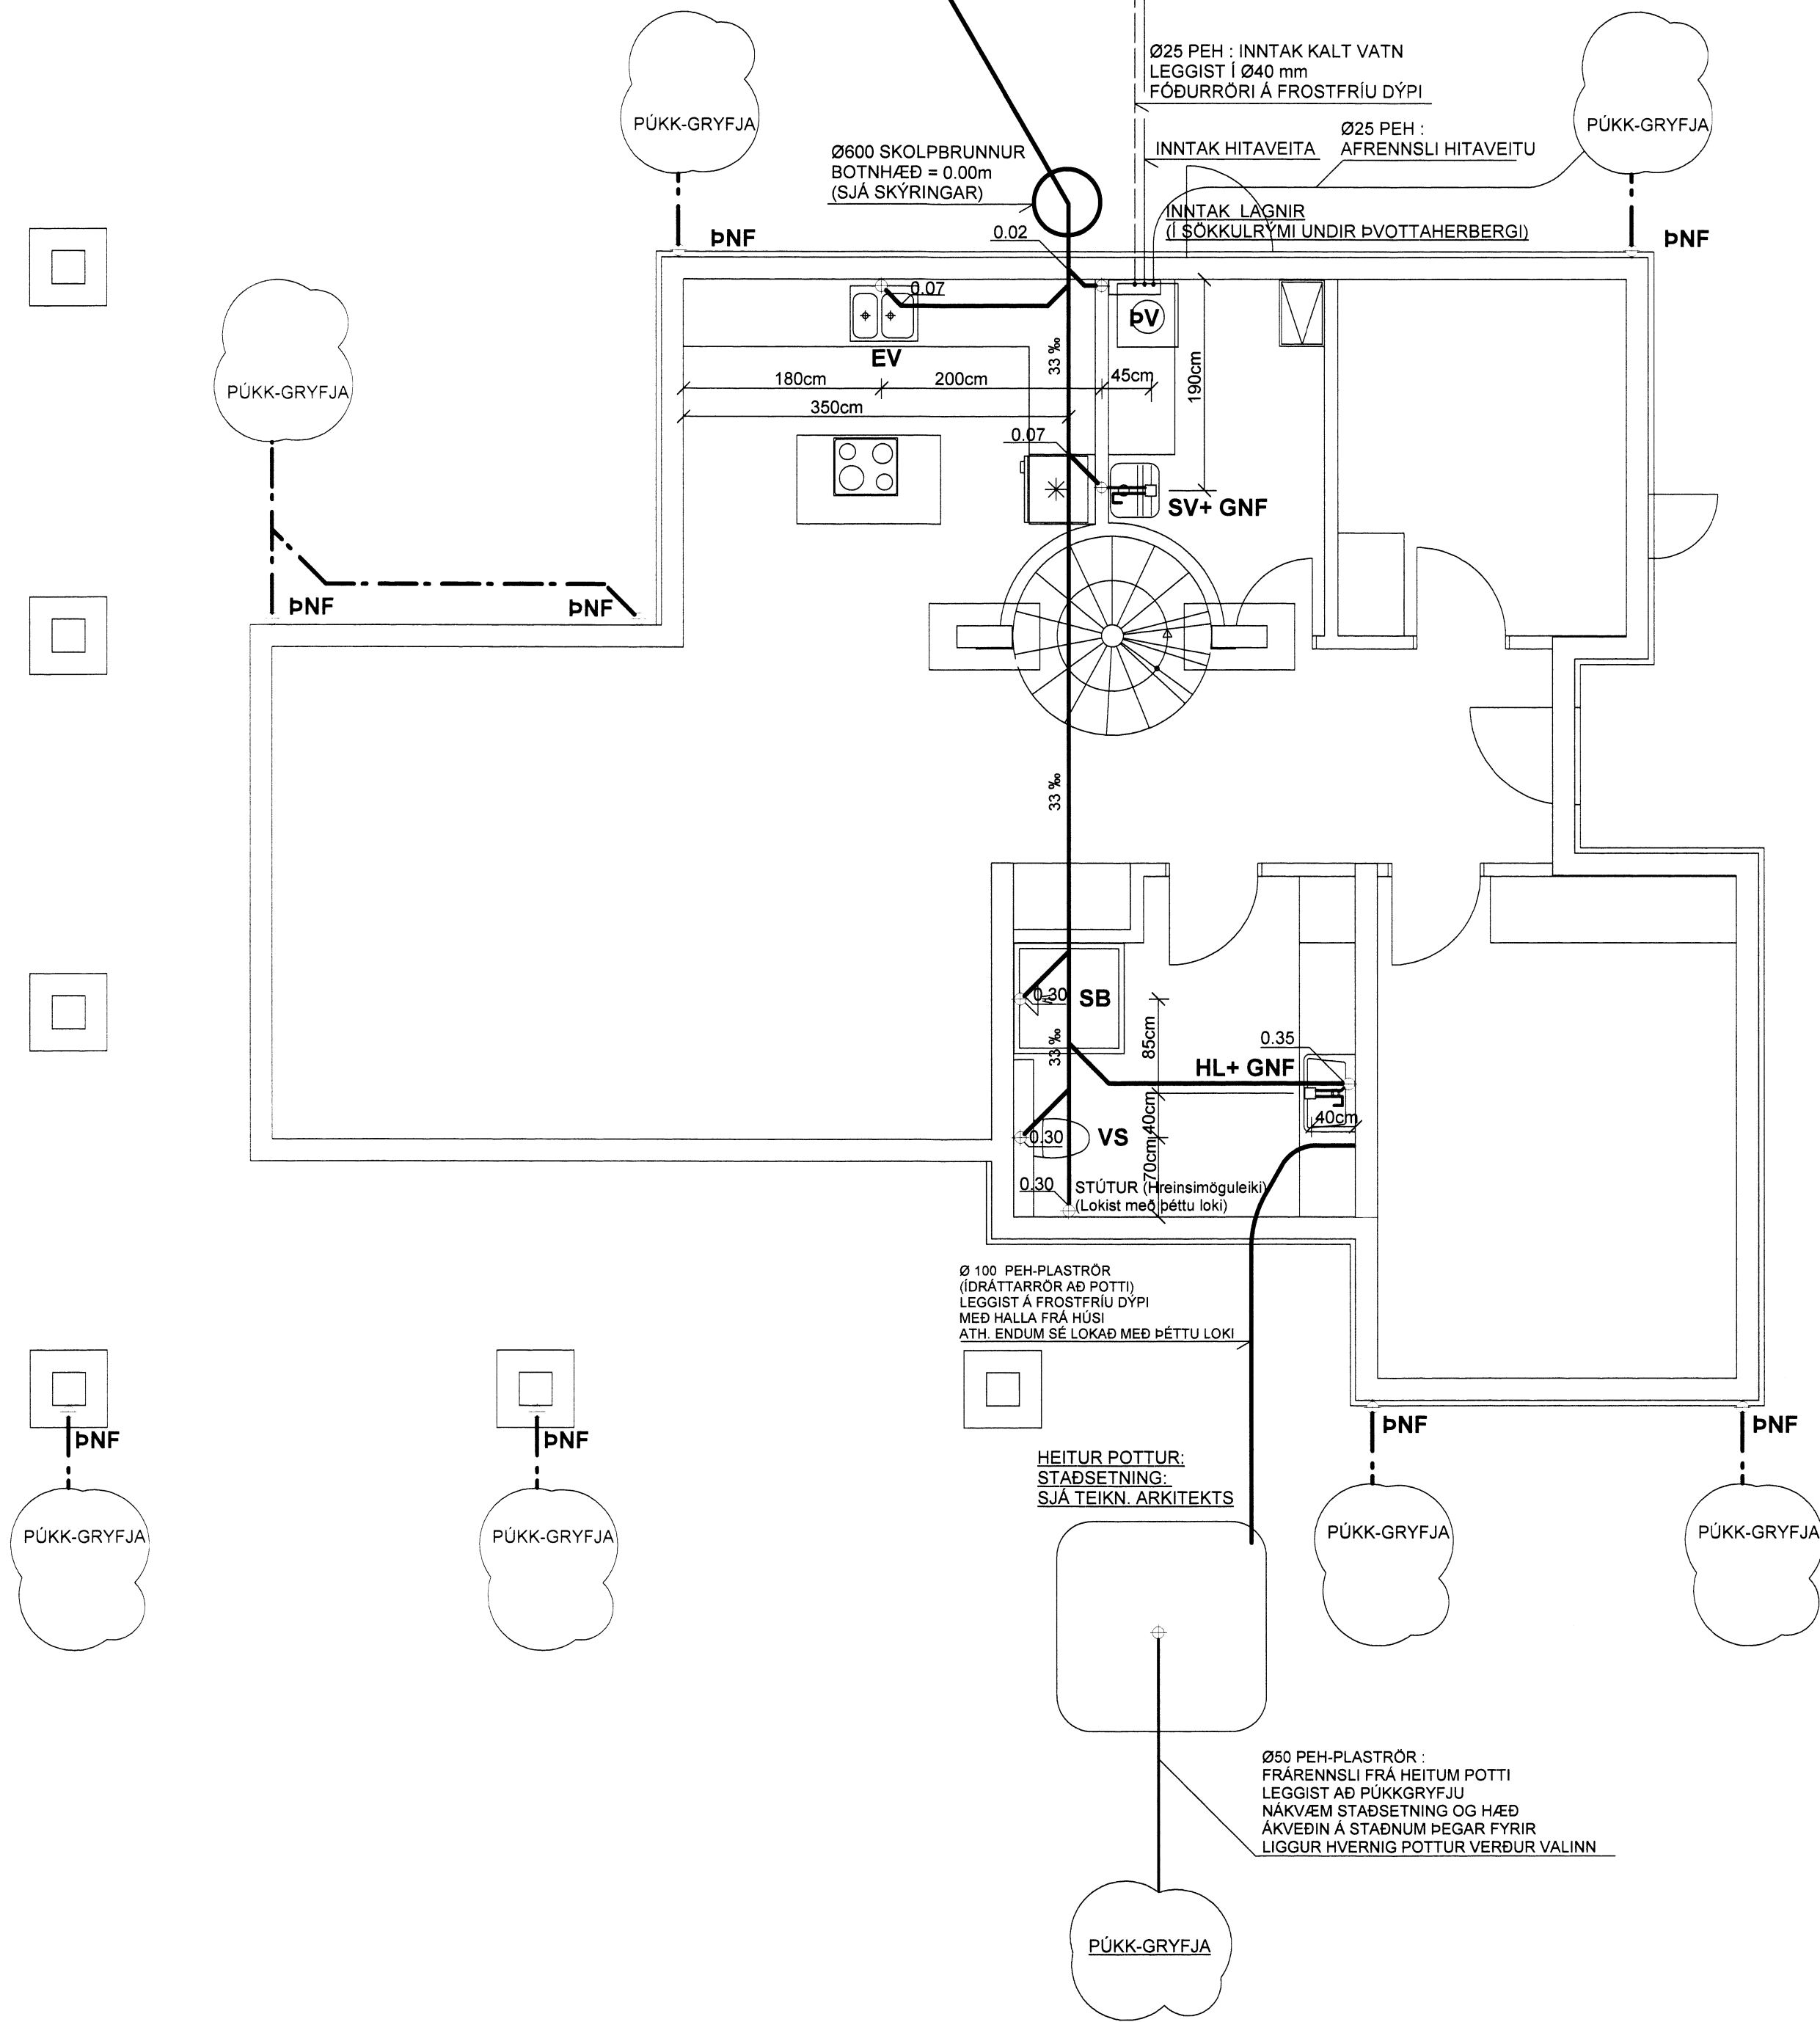 Ø25 PEH : INNTAK KALT VATN
LEGGIST Í Ø40 mm
FÓÐURRÖRI Á FROSTFRÍU DÝPI
PÚKK-GRYFJA
PÚKK-GRYFJA
Ø25 PEH :
AFRENNSLI HITAVEITU
INNTAK HITAVEITA
Ø600 SKOLPBRUNNUR
BOTNHÆÐ = 0.00m
(SJÁ SKÝRINGAR)
INNTAK LAGNIR
(Í SÖKKULRÝMI UNDIR ÞVOTTAHERBERGI)
0.02
ÞNF
ÞNF
0.07
ÞV
EV
33 ‰
180cm
200cm
45cm
190cm
350cm
PÚKK-GRYFJA
0.07
SV+ GNF
ÞNF
ÞNF
33 ‰
0.30
SB
33 ‰
85cm
0.35
HL+ GNF
40cm
40cm
0.30
VS
70cm
0.30
STÚTUR (Hreinsimöguleiki)
(Lokist með þéttu loki)
Ø 100 PEH-PLASTRÖR
(ÍDRÁTTARRÖR AÐ POTTI)
LEGGIST Á FROSTFRÍU DÝPI
MEÐ HALLA FRÁ HÚSI
ATH. ENDUM SÉ LOKAÐ MEÐ ÞÉTTU LOKI
ÞNF
ÞNF
ÞNF
ÞNF
HEITUR POTTUR:
STAÐSETNING:
SJÁ TEIKN. ARKITEKTS
PÚKK-GRYFJA
PÚKK-GRYFJA
PÚKK-GRYFJA
PÚKK-GRYFJA
Ø50 PEH-PLASTRÖR :
FRÁRENNSLI FRÁ HEITUM POTTI
LEGGIST AÐ PÚKKGRYFJU
NÁKVÆM STAÐSETNING OG HÆÐ
ÁKVEÐIN Á STAÐNUM ÞEGAR FYRIR
LIGGUR HVERNIG POTTUR VERÐUR VALINN
PÚKK-GRYFJA